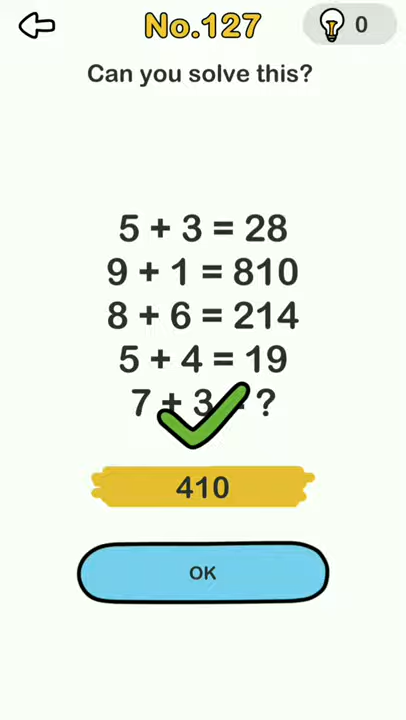 No.127
0
Can you solve this?
5 + 3 = 28
9 + 1 = 810
8 + 6 = 214
5 + 4 = 19
7 + 3 = ?
410
OK